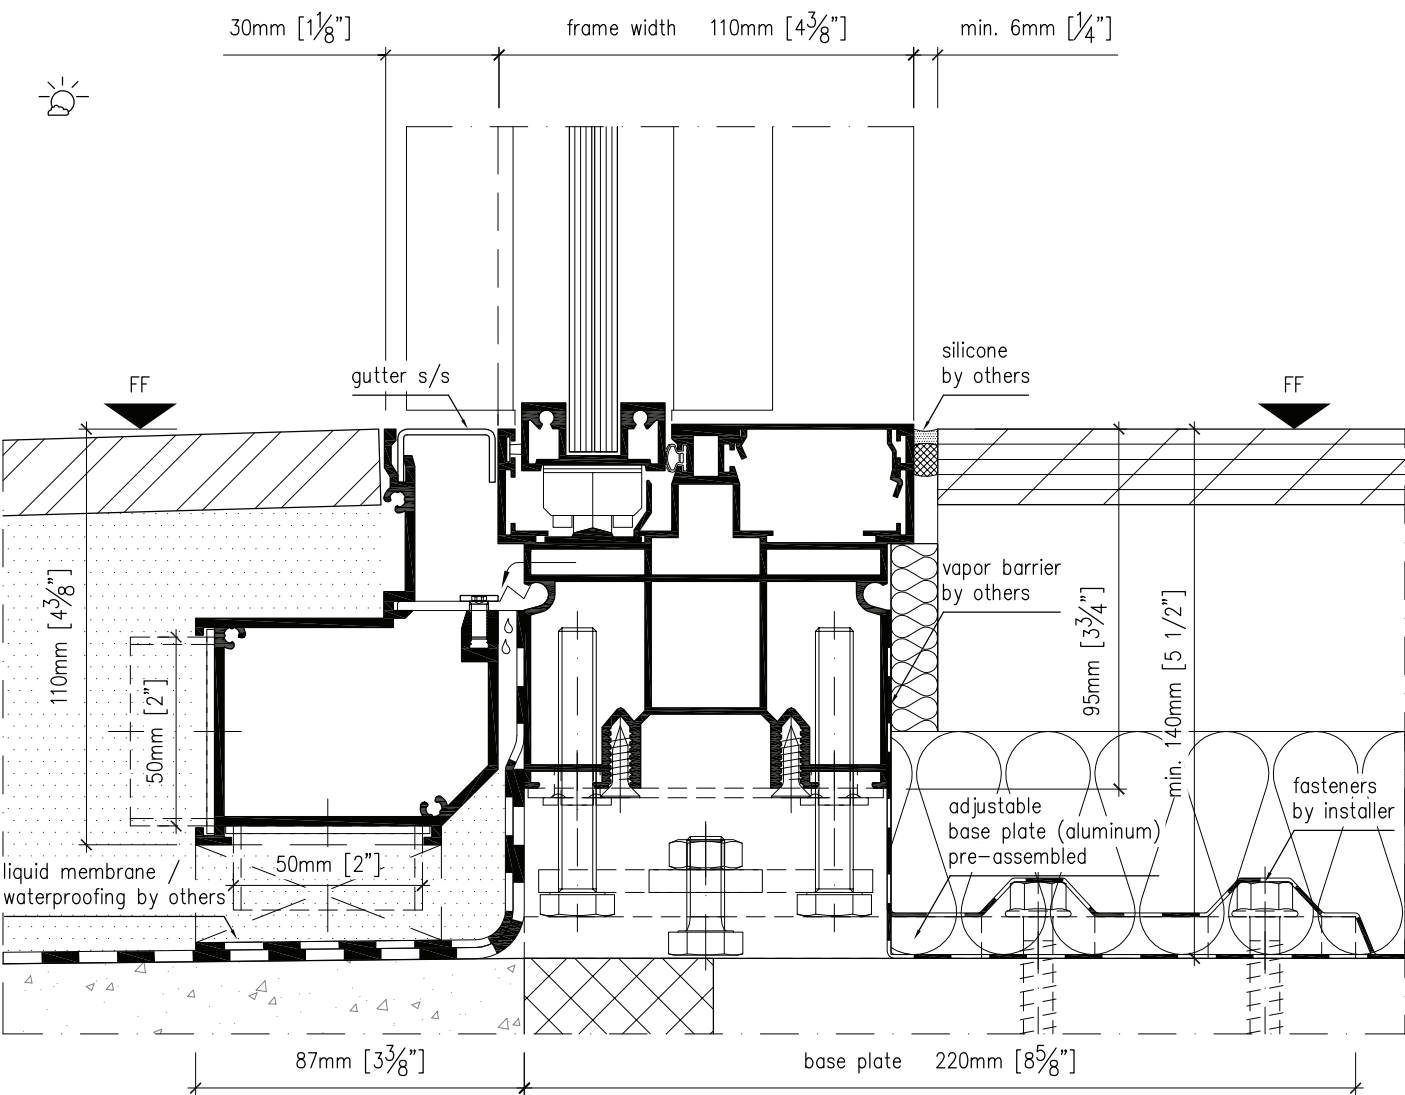 30mm [1⅛”]
frame width 110mm [4⅜”]
min. 6mm [¼”]
silicone
by others
gutter s/s
FF
FF
vapor barrier
by others
110mm [4⅜”]
50mm [2”]
95mm [3¾”]
min. 140mm [5 1/2”]
fasteners
by installer
adjustable
base plate (aluminum)
pre-assembled
50mm [2”]
liquid membrane /
waterproofing by others
87mm [3⅜”]
base plate 220mm [8⅝”]